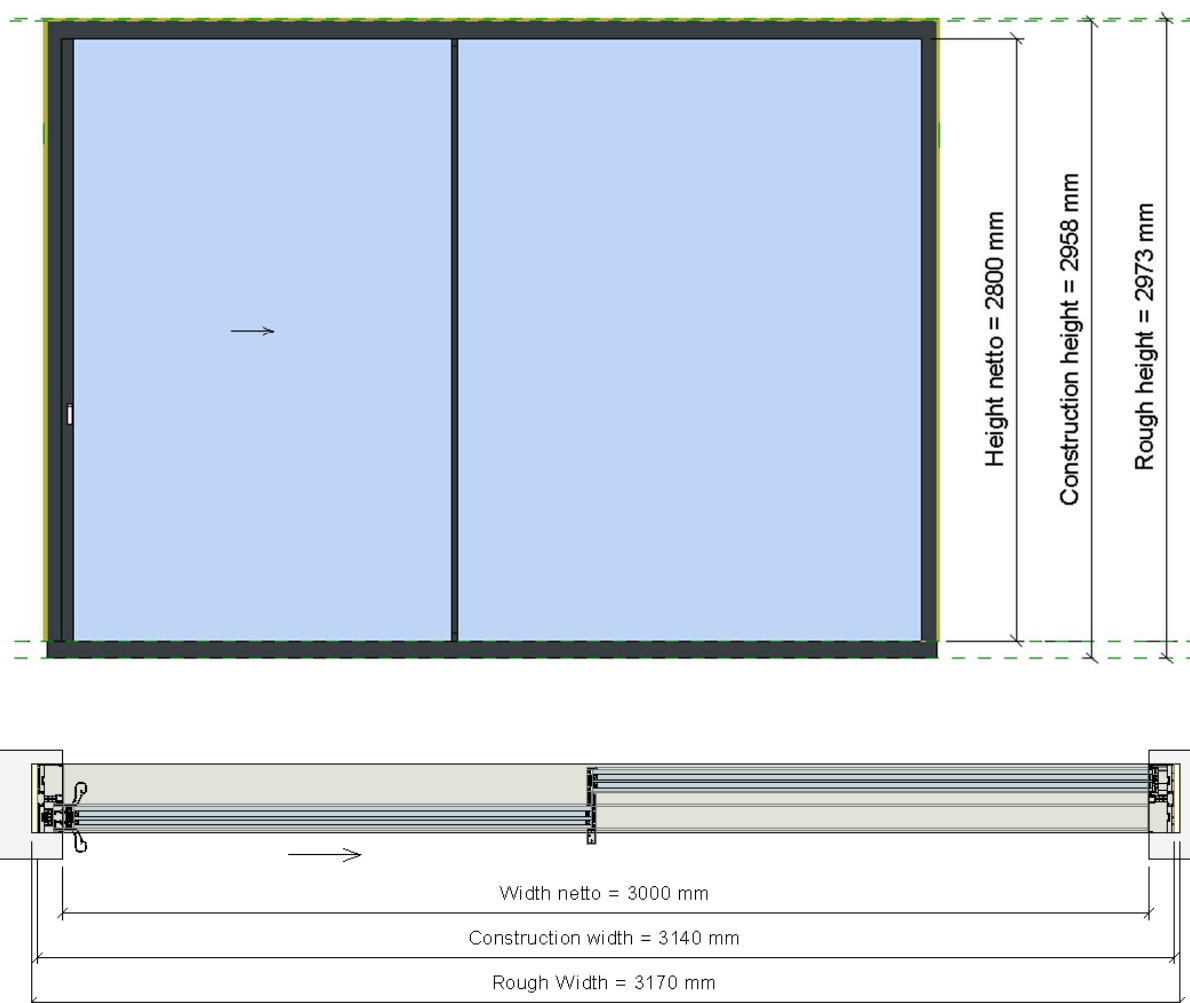 Height netto = 2800 mm
Construction height = 2958 mm
Rough height = 2973 mm
Width netto = 3000 mm
Construction width = 3140 mm
Rough Width = 3170 mm